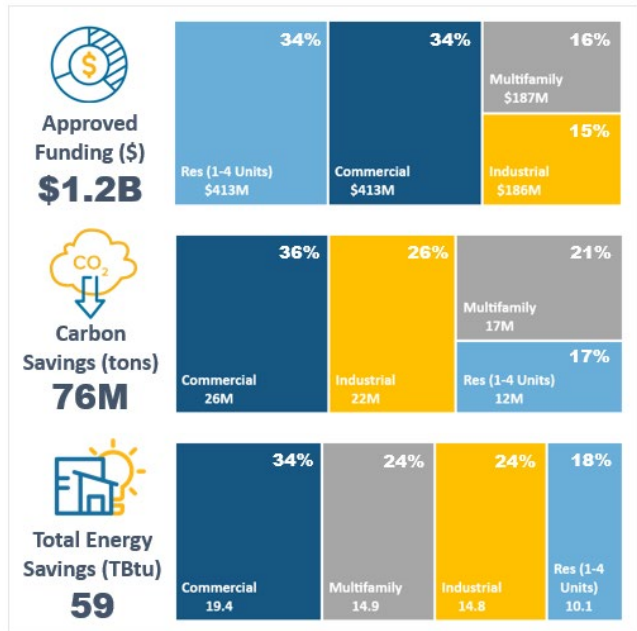 Approved
Funding ($)
$1.2B
34%
Res (1-4 Units)
$413M
34%
Commercial
$413M
16%
Multifamily
$187M
15%
Industrial
$186M
CO2
Carbon
Savings (tons)
76M
36%
Commercial
26M
26%
Industrial
22M
21%
Multifamily
17M
17%
Res (1-4 Units)
12M
Total Energy
Savings (TBtu)
59
34%
Commercial
19.4
24%
Multifamily
14.9
24%
Industrial
14.8
18%
Res (1-4
Units)
10.1